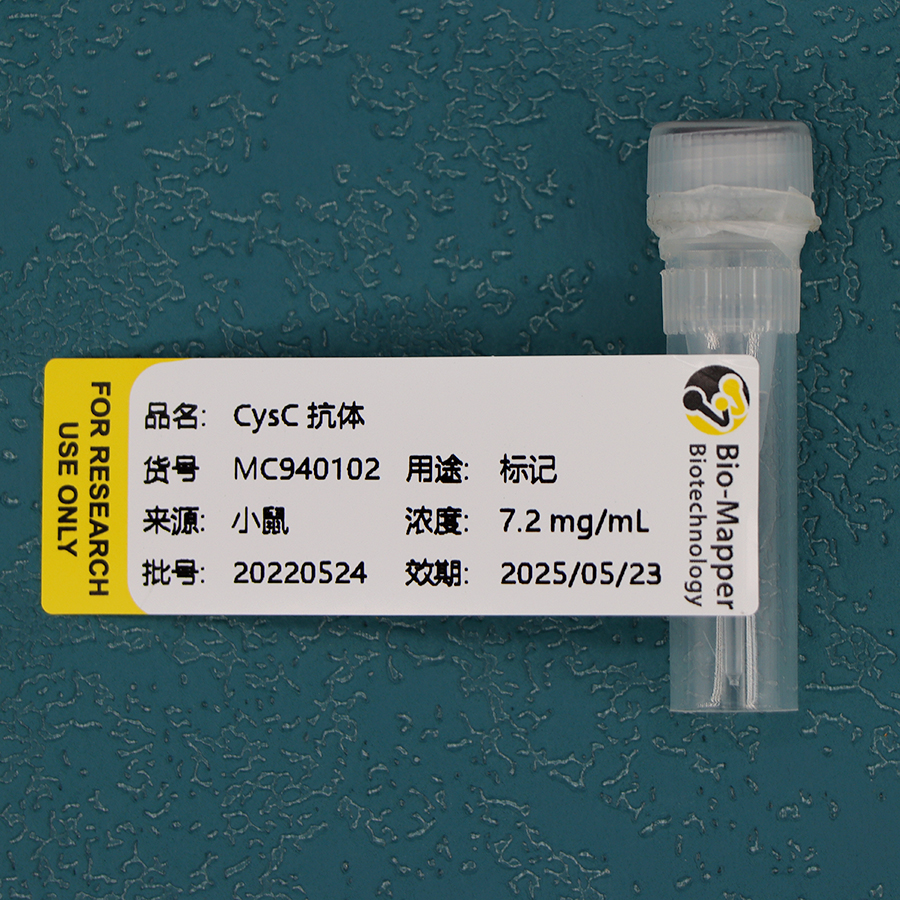 FOR RESEARCH
USE ONLY
品名: CysC 抗体
货号 MC940102 用途: 标记
来源: 小鼠 浓度: 7.2 mg/mL
批号: 20220524 效期: 2025/05/23
Bio-Mapper
Biotechnology